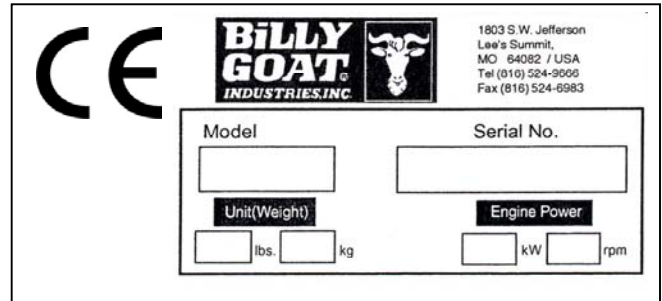 CE
BiLLY
GOAT®
INDUSTRIES,INC.
1803 S.W. Jefferson
Lee's Summit,
MO 64082 / USA
Tel (816) 524-9666
Fax (816) 524-6983
Model
Serial No.
Unit(Weight)
Engine Power
lbs.
kg
kW
rpm